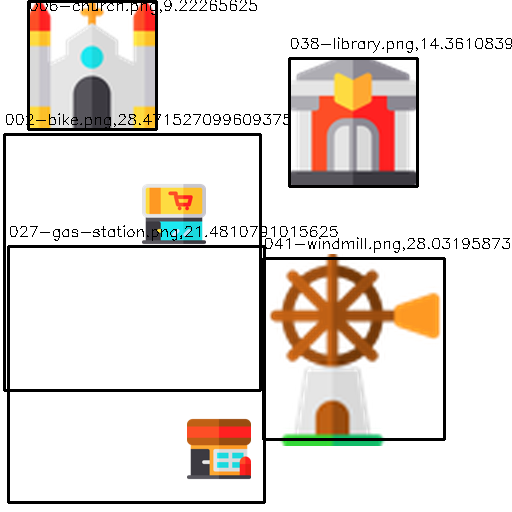 006-church.png,9.22265625
038-library.png,14.3610839
002-bike.png,28.471527099609375
027-gas-station.png,21.4810791015625
041-windmill.png,28.03195873